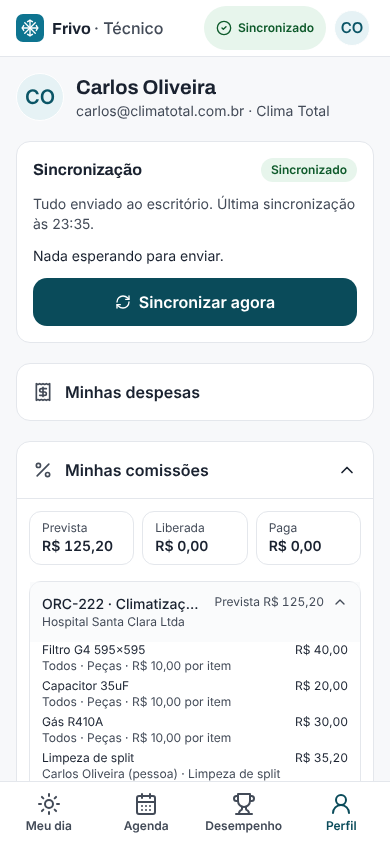 Frivo · Técnico
Sincronizado
CO
CO
Carlos Oliveira
carlos@climatotal.com.br · Clima Total
Sincronização
Sincronizado
Tudo enviado ao escritório. Última sincronização
às 23:35.
Nada esperando para enviar.
Sincronizar agora
Minhas despesas
Minhas comissões
Prevista
R$ 125,20
Liberada
R$ 0,00
Paga
R$ 0,00
ORC-222 · Climatizaç...
Prevista R$ 125,20
Hospital Santa Clara Ltda
Filtro G4 595×595
R$ 40,00
Todos · Peças · R$ 10,00 por item
Capacitor 35uF
R$ 20,00
Todos · Peças · R$ 10,00 por item
Gás R410A
R$ 30,00
Todos · Peças · R$ 10,00 por item
Limpeza de split
R$ 35,20
Carlos Oliveira (pessoa) · Limpeza de split
Meu dia
Agenda
Desempenho
Perfil